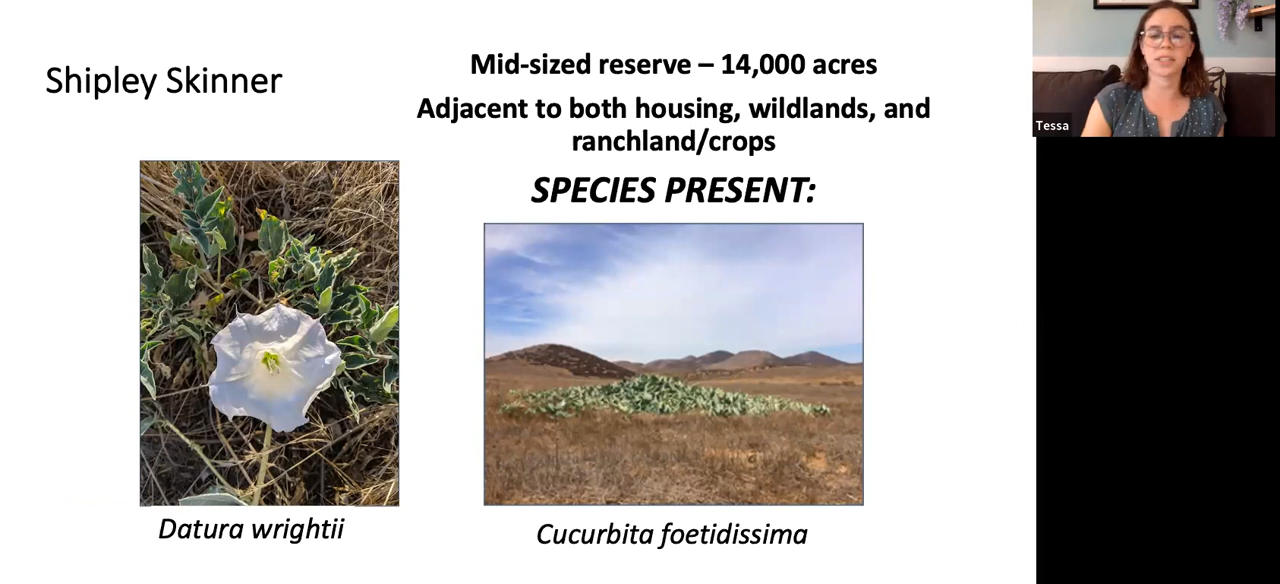 Shipley Skinner
Mid-sized reserve – 14,000 acres
Adjacent to both housing, wildlands, and
ranchland/crops
SPECIES PRESENT:
Datura wrightii
Cucurbita foetidissima
Tessa